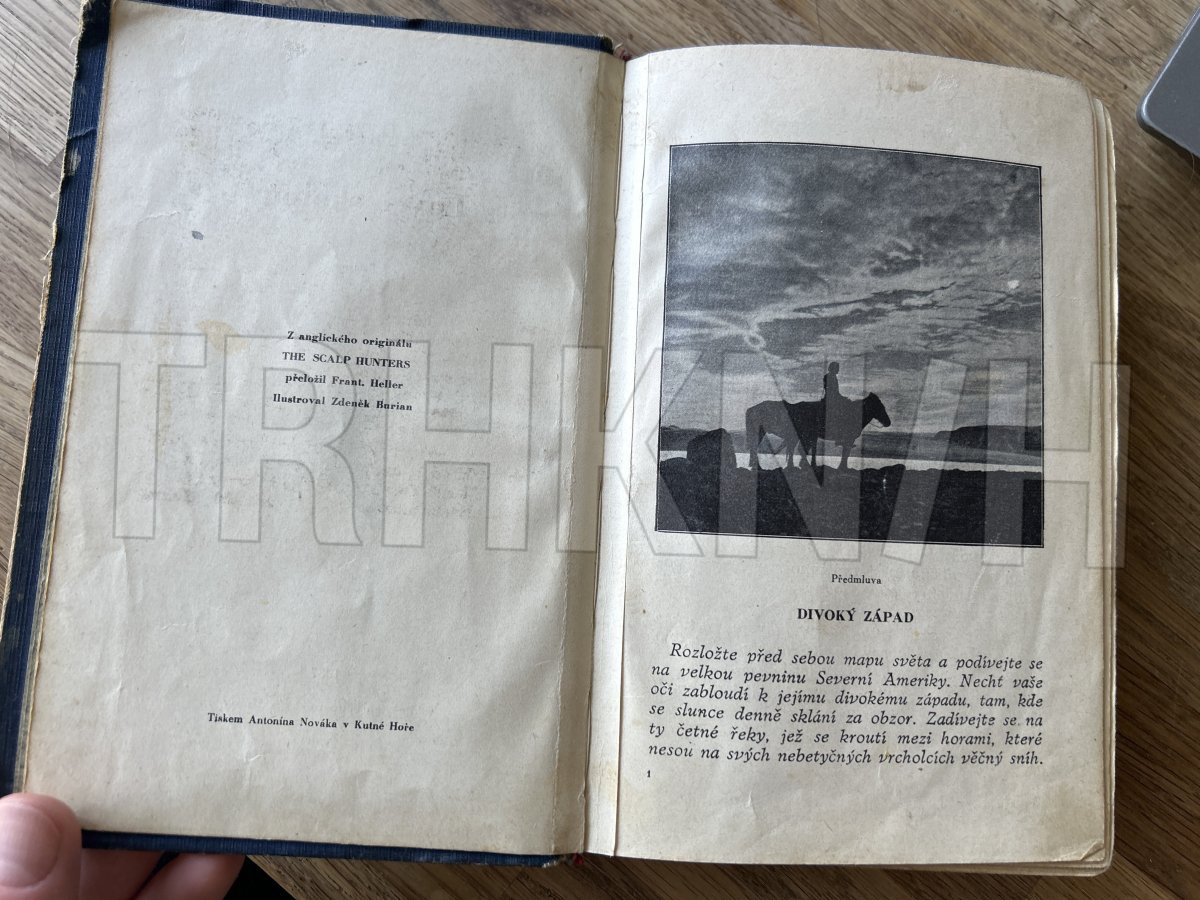 Z anglického originálu
THE SCALP HUNTERS
přeložil Frant. Heller
Ilustroval Zdeněk Burian
Tiskem Antonína Nováka v Kutné Hoře
Předmluva
DIVOKÝ ZÁPAD
Rozložte před sebou mapu světa a podívejte se
na velkou pevninu Severní Ameriky. Nechť vaše
oči zabloudí k jejímu divokému západu, tam, kde
se slunce denně sklání za obzor. Zadívejte se na
ty četné řeky, jež se kroutí mezi horami, které
nesou na svých nebetyčných vrcholcích věčný sníh.
1
TRHKNIH